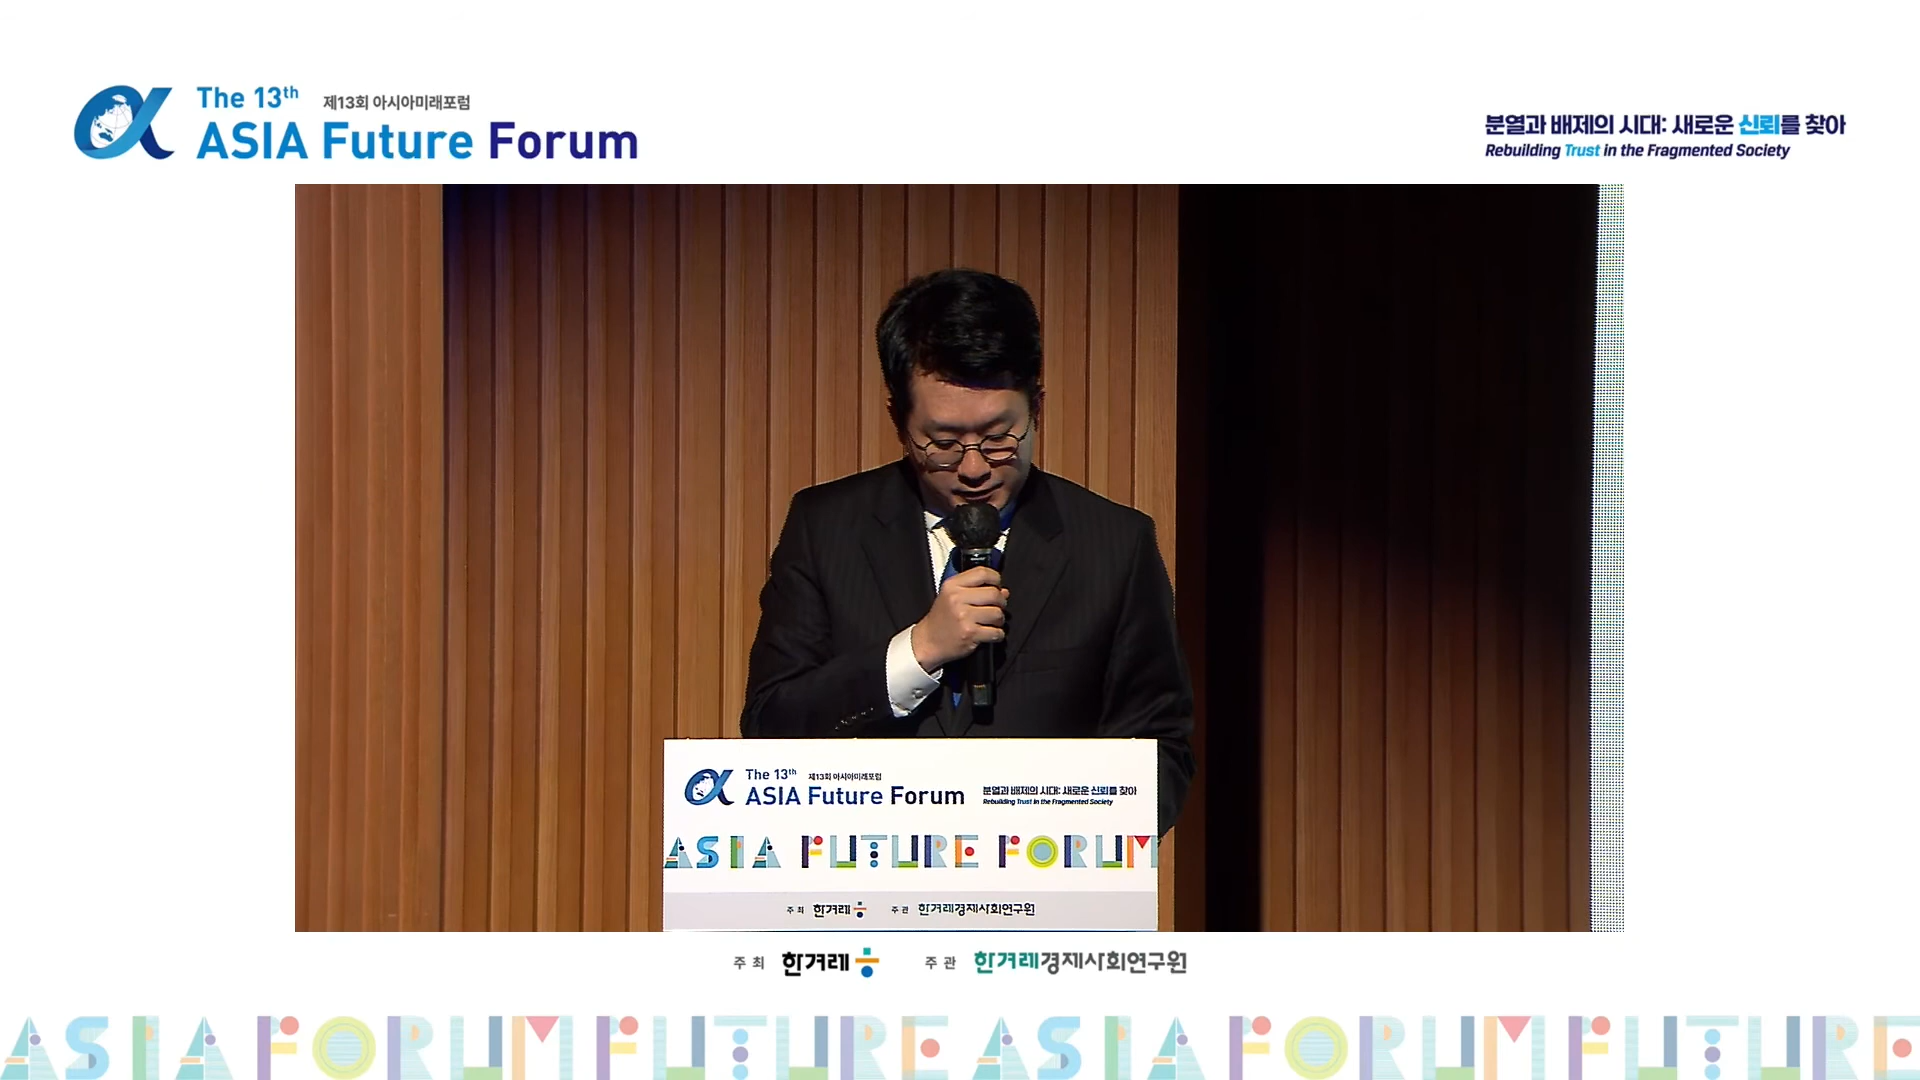 The 13th 제13회 아시아미래포럼
ASIA Future Forum
분열과 배제의 시대: 새로운 신뢰를 찾아
Rebuilding Trust in the Fragmented Society
The 13th 제13회 아시아미래포럼
ASIA Future Forum
분열과 배제의 시대: 새로운 신뢰를 찾아
Rebuilding Trust in the Fragmented Society
ASIA FUTURE FORUM
주최 한겨레 주관 한겨레경제사회연구원
주최 한겨레 주관 한겨레경제사회연구원
ASIA FORUM FUTURE ASIA FORUM FUTURE